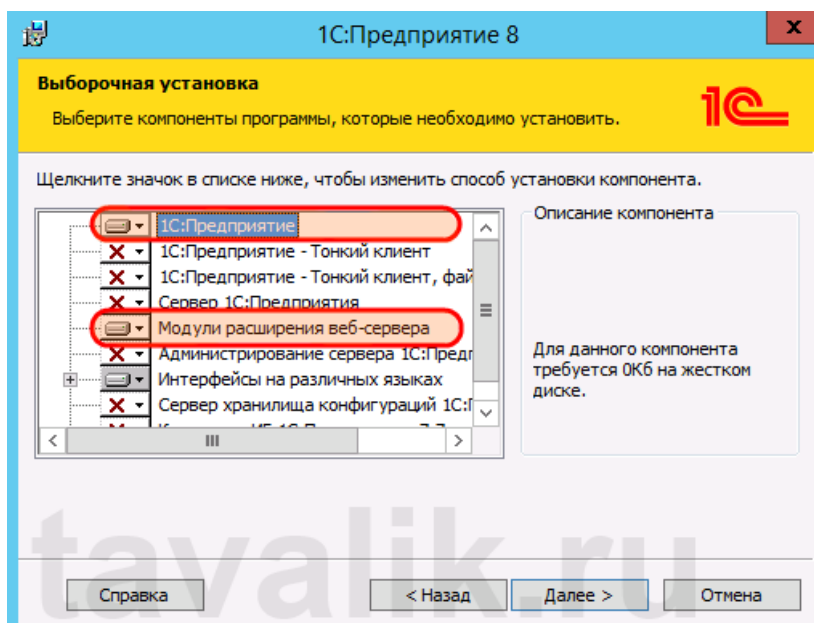 1С:Предприятие 8
x
Выборочная установка
Выберите компоненты программы, которые необходимо установить.
1С
Щелкните значок в списке ниже, чтобы изменить способ установки компонента.
1С:Предприятие
1С:Предприятие - Тонкий клиент
1С:Предприятие - Тонкий клиент, фай
Сервер 1С:Предприятия
Модули расширения веб-сервера
Администрирование сервера 1С:Предп
Интерфейсы на различных языках
Сервер хранилища конфигураций 1С:П
Описание компонента
Для данного компонента
требуется 0Кб на жестком
диске.
tavalik.ru
Справка
< Назад
Далее >
Отмена